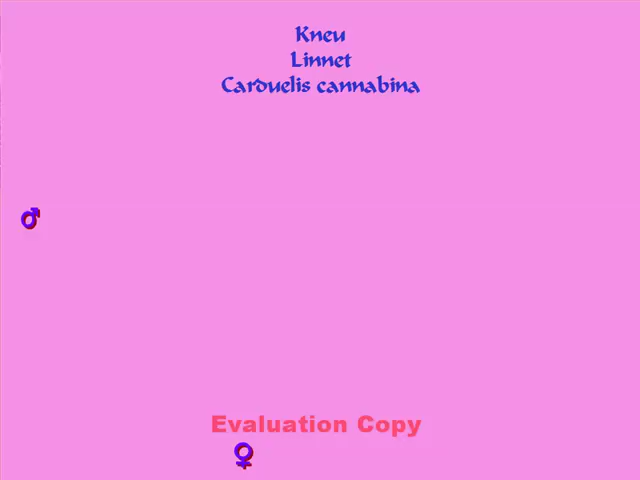 Kneu
Linnet
Carduelis cannabina
♂
Evaluation Copy
♀